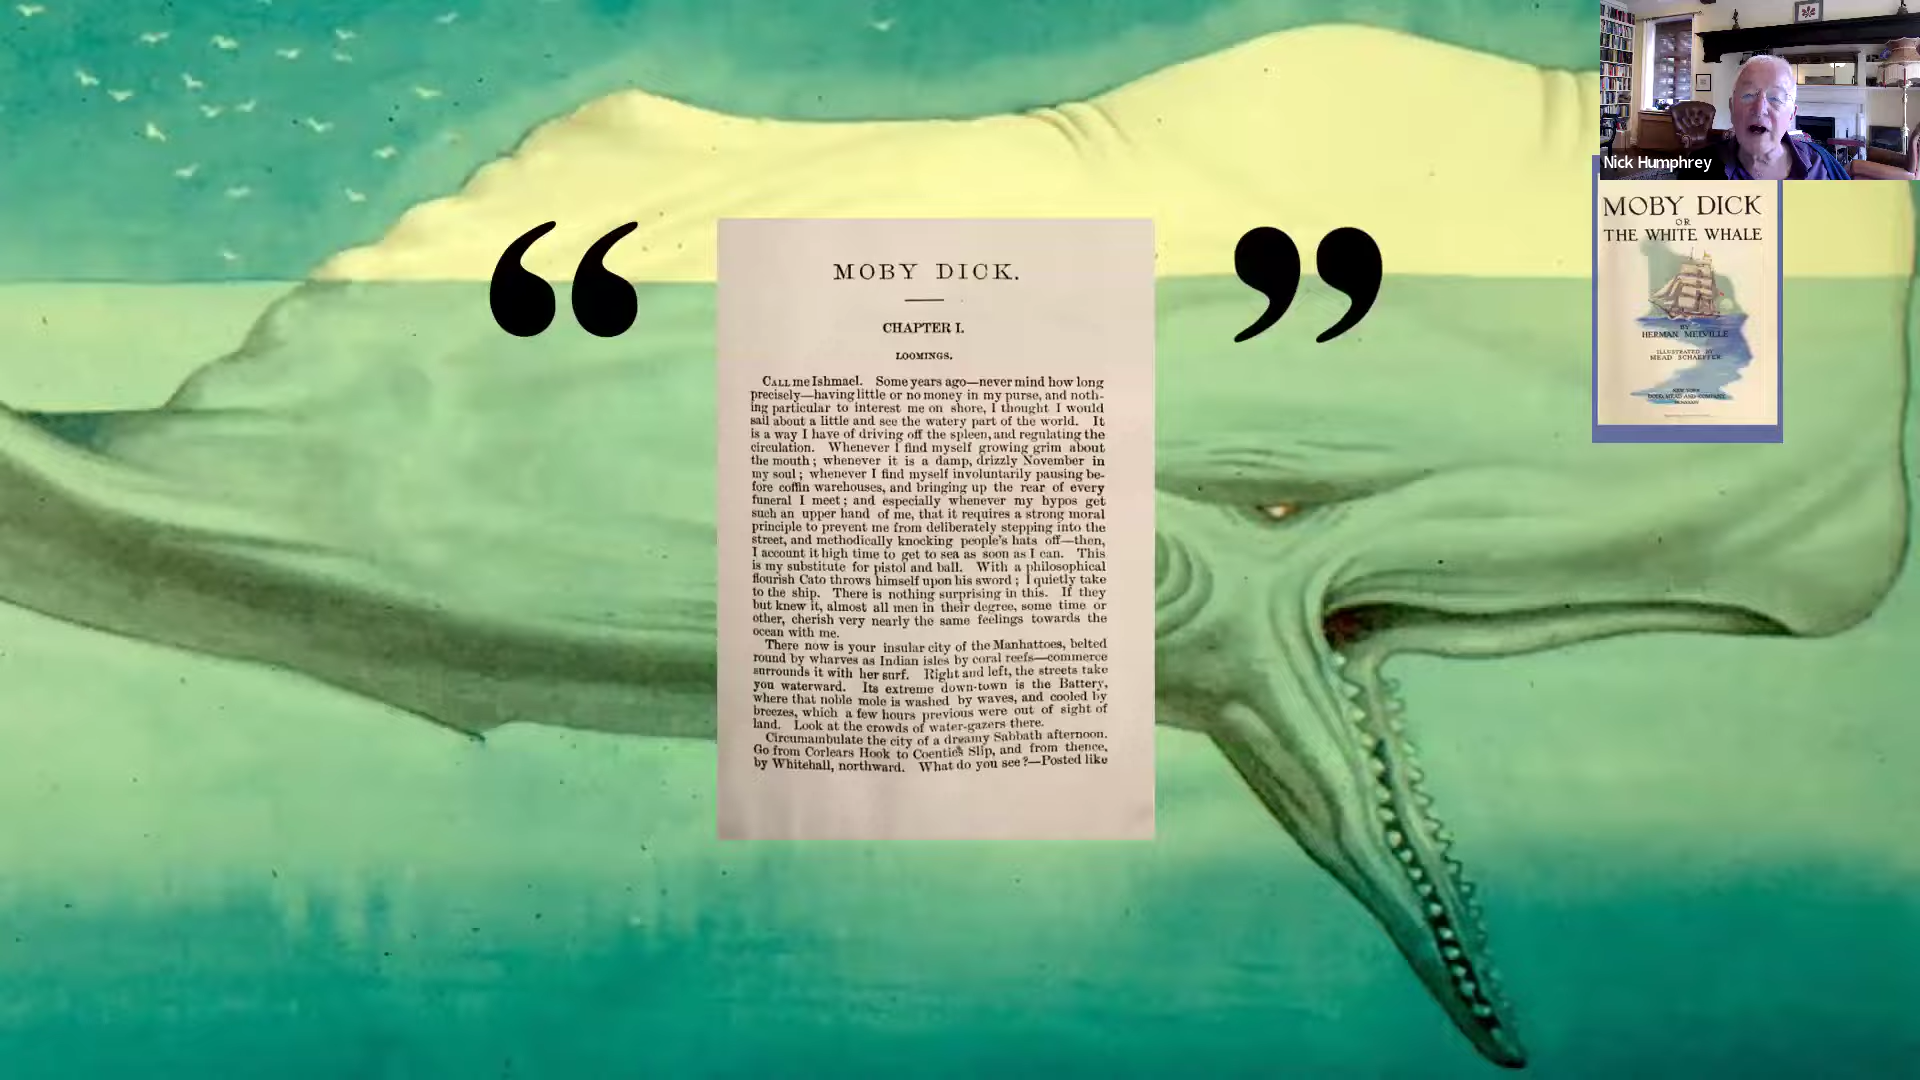 “ ”
MOBY DICK.
CHAPTER I.
LOOMINGS.
CALL me Ishmael. Some years ago—never mind how long
precisely—having little or no money in my purse, and noth-
ing particular to interest me on shore, I thought I would
sail about a little and see the watery part of the world. It
is a way I have of driving off the spleen, and regulating the
circulation. Whenever I find myself growing grim about
the mouth; whenever it is a damp, drizzly November in
my soul; whenever I find myself involuntarily pausing be-
fore coffin warehouses, and bringing up the rear of every
funeral I meet; and especially whenever my hypos get
such an upper hand of me, that it requires a strong moral
principle to prevent me from deliberately stepping into the
street, and methodically knocking people's hats off—then,
I account it high time to get to sea as soon as I can. This
is my substitute for pistol and ball. With a philosophical
flourish Cato throws himself upon his sword; I quietly take
to the ship. There is nothing surprising in this. If they
but knew it, almost all men in their degree, some time or
other, cherish very nearly the same feelings towards the
ocean with me.
There now is your insular city of the Manhattoes, belted
round by wharves as Indian isles by coral reefs—commerce
surrounds it with her surf. Right and left, the streets take
you waterward. Its extreme down-town is the Battery,
where that noble mole is washed by waves, and cooled by
breezes, which a few hours previous were out of sight of
land. Look at the crowds of water-gazers there.
Circumambulate the city of a dreamy Sabbath afternoon.
Go from Corlears Hook to Coenties Slip, and from thence,
by Whitehall, northward. What do you see?—Posted like
Nick Humphrey
MOBY DICK
OR
THE WHITE WHALE
BY
HERMAN MELVILLE
ILLUSTRATED BY
MEAD SCHAEFFER
NEW YORK
DODD, MEAD AND COMPANY